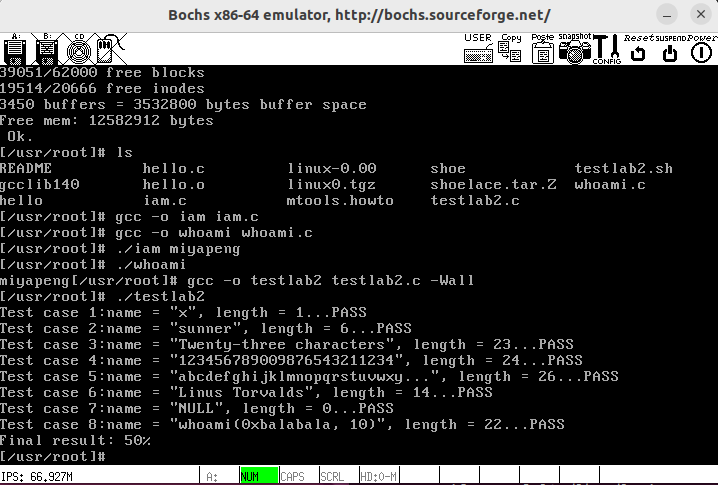 Bochs x86-64 emulator, http://bochs.sourceforge.net/
A: B: CD USER Copy Paste snapshot CONFIG Reset SUSPEND Power
39051/62000 free blocks
19514/20666 free inodes
3450 buffers = 3532800 bytes buffer space
Free mem: 12582912 bytes
Ok.
[/usr/root]# ls
README hello.c linux-0.00 shoe testlab2.sh
gcclib140 hello.o linux0.tgz shoelace.tar.Z whoami.c
hello iam.c mtools.howto testlab2.c
[/usr/root]# gcc -o iam iam.c
[/usr/root]# gcc -o whoami whoami.c
[/usr/root]# ./iam miyapeng
[/usr/root]# ./whoami
miyapeng[/usr/root]# gcc -o testlab2 testlab2.c -Wall
[/usr/root]# ./testlab2
Test case 1:name = "x", length = 1...PASS
Test case 2:name = "sunner", length = 6...PASS
Test case 3:name = "Twenty-three characters", length = 23...PASS
Test case 4:name = "123456789009876543211234", length = 24...PASS
Test case 5:name = "abcdefghijklmnopqrstuvwxy...", length = 26...PASS
Test case 6:name = "Linus Torvalds", length = 14...PASS
Test case 7:name = "NULL", length = 0...PASS
Test case 8:name = "whoami(0xbalabala, 10)", length = 22...PASS
Final result: 50%
[/usr/root]#
IPS: 66.927M A: NUM CAPS SCRL HD:0-M